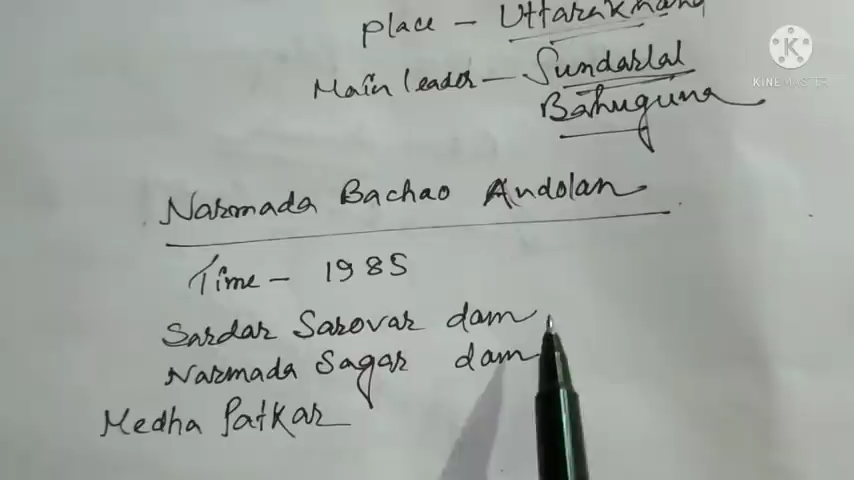 place - Uttarakhand
Main leader - Sundarlal
Bahuguna
Narmada Bachao Andolan
Time - 1985
Sardar Sarovar dam
Narmada Sagar dam
Medha Patkar
K
KINEMASTER